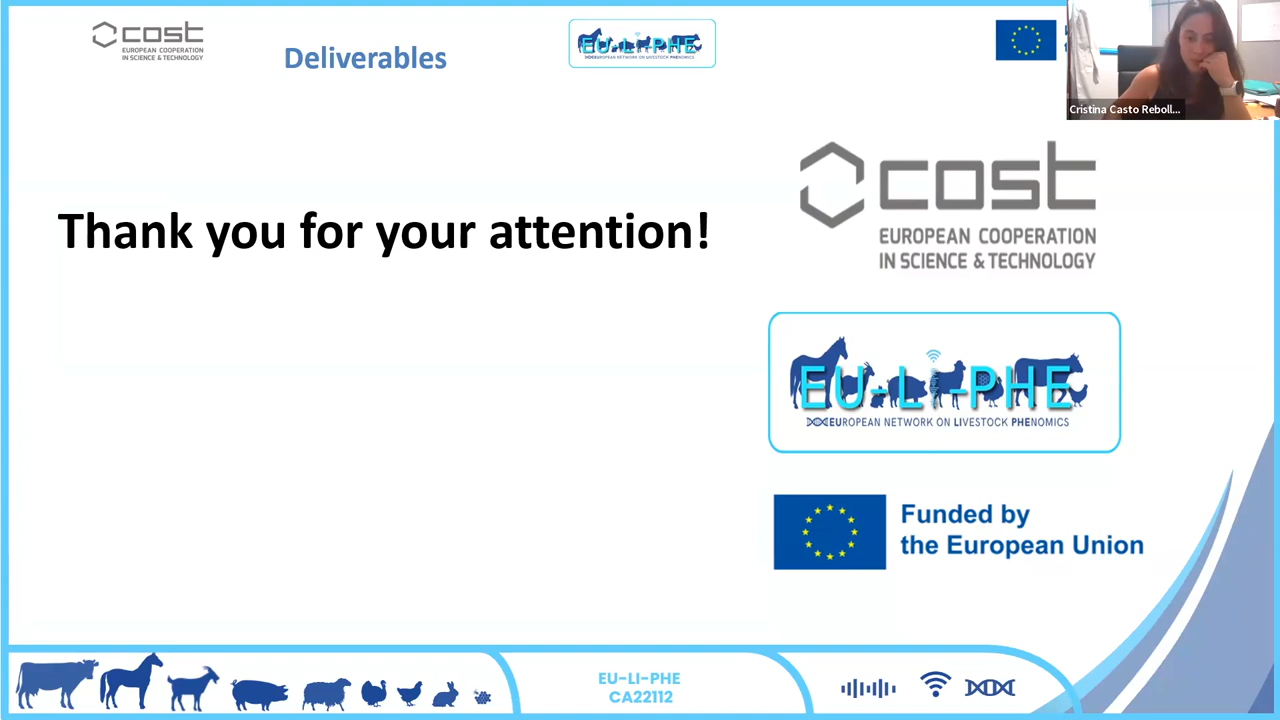 cost
EUROPEAN COOPERATION
IN SCIENCE & TECHNOLOGY
Deliverables
EU-LI-PHE
EUROPEAN NETWORK ON LIVESTOCK PHENOMICS
Cristina Casto Reboll...
Thank you for your attention!
cost
EUROPEAN COOPERATION
IN SCIENCE & TECHNOLOGY
EU-LI-PHE
EUROPEAN NETWORK ON LIVESTOCK PHENOMICS
Funded by
the European Union
EU-LI-PHE
CA22112